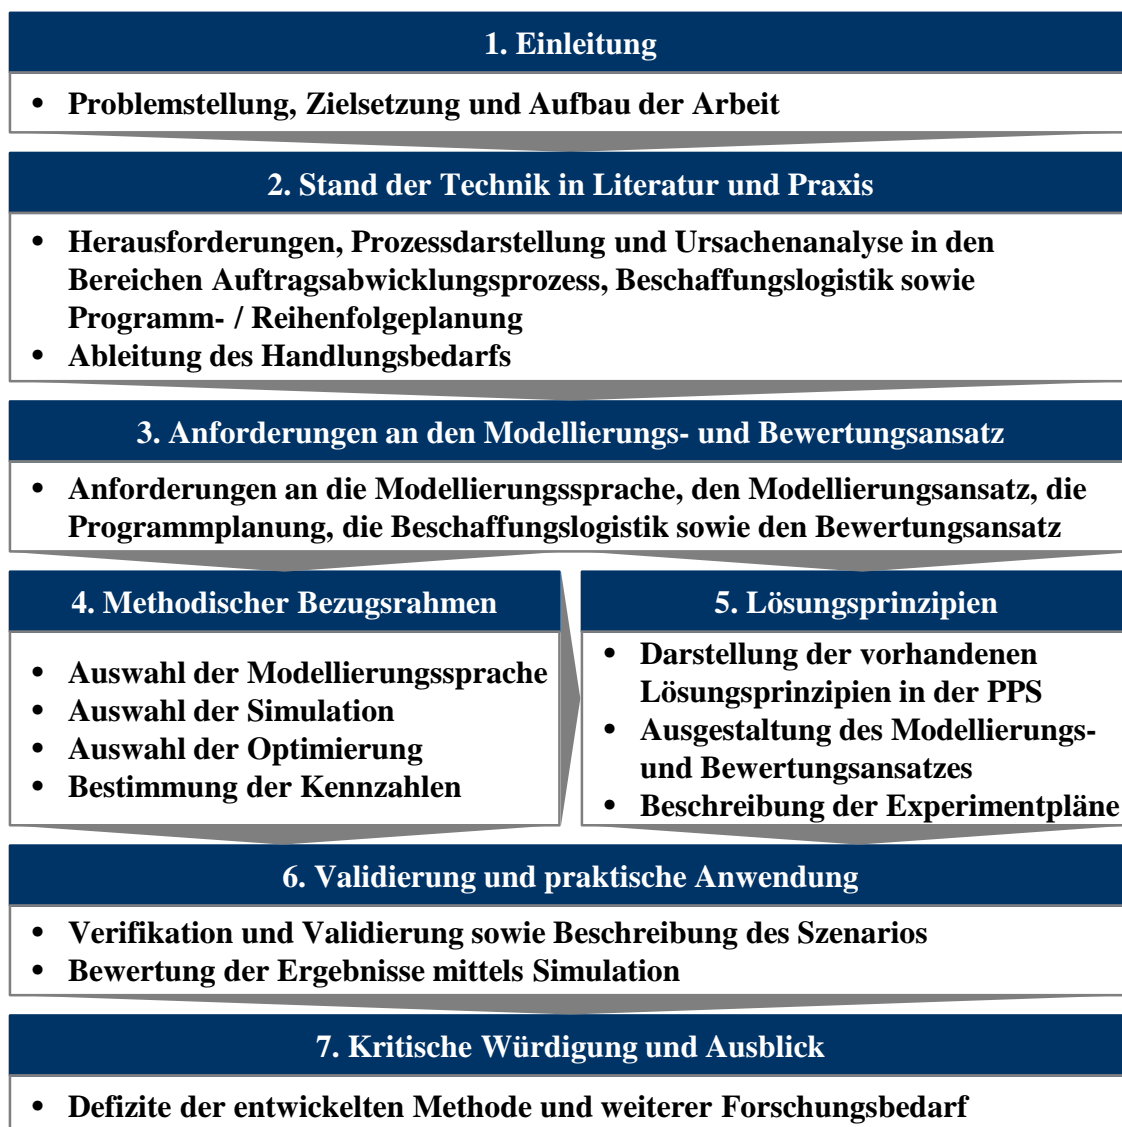 1. Einleitung
• Problemstellung, Zielsetzung und Aufbau der Arbeit
2. Stand der Technik in Literatur und Praxis
• Herausforderungen, Prozessdarstellung und Ursachenanalyse in den
Bereichen Auftragsabwicklungsprozess, Beschaffungslogistik sowie
Programm- / Reihenfolgeplanung
• Ableitung des Handlungsbedarfs
3. Anforderungen an den Modellierungs- und Bewertungsansatz
• Anforderungen an die Modellierungssprache, den Modellierungsansatz, die
Programmplanung, die Beschaffungslogistik sowie den Bewertungsansatz
4. Methodischer Bezugsrahmen
• Auswahl der Modellierungssprache
• Auswahl der Simulation
• Auswahl der Optimierung
• Bestimmung der Kennzahlen
5. Lösungsprinzipien
• Darstellung der vorhandenen
Lösungsprinzipien in der PPS
• Ausgestaltung des Modellierungs-
und Bewertungsansatzes
• Beschreibung der Experimentpläne
6. Validierung und praktische Anwendung
• Verifikation und Validierung sowie Beschreibung des Szenarios
• Bewertung der Ergebnisse mittels Simulation
7. Kritische Würdigung und Ausblick
• Defizite der entwickelten Methode und weiterer Forschungsbedarf